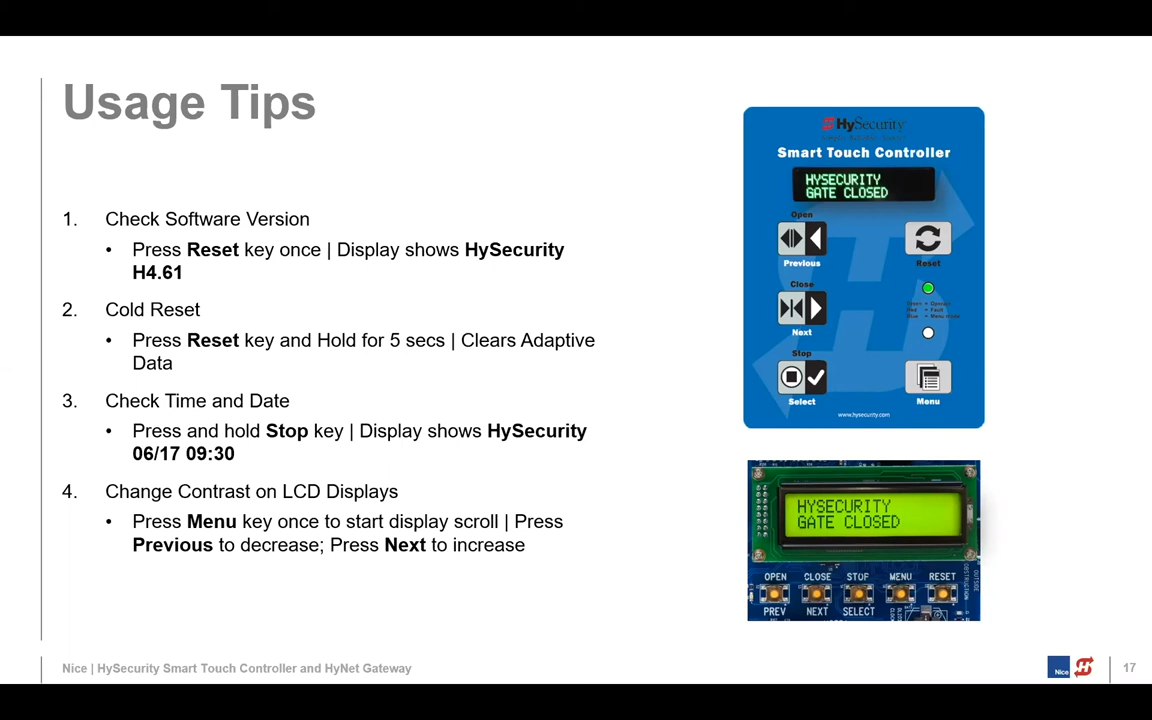 Usage Tips
1. Check Software Version
• Press Reset key once | Display shows HySecurity
H4.61
2. Cold Reset
• Press Reset key and Hold for 5 secs | Clears Adaptive
Data
3. Check Time and Date
• Press and hold Stop key | Display shows HySecurity
06/17 09:30
4. Change Contrast on LCD Displays
• Press Menu key once to start display scroll | Press
Previous to decrease; Press Next to increase
HySecurity
Smart Touch Controller
HYSECURITY
GATE CLOSED
Open
Previous
Reset
Close
Next
Stop
Select
Menu
www.hysecurity.com
HYSECURITY
GATE CLOSED
OPEN CLOSE STOP MENU RESET
PREV NEXT SELECT
OBSTRUCTION
OUTSIDE
Nice | HySecurity Smart Touch Controller and HyNet Gateway
Nice
17